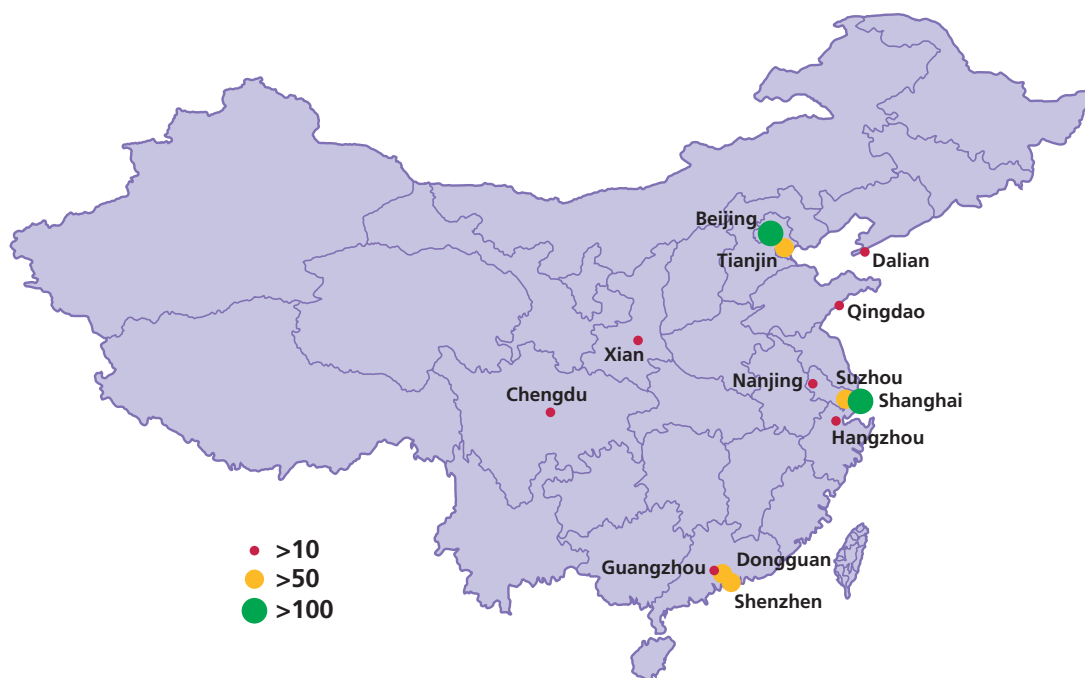 Beijing
Tianjin
Dalian
Qingdao
Xian
Nanjing
Suzhou
Chengdu
Shanghai
Hangzhou
>10
>50
>100
Guangzhou
Dongguan
Shenzhen